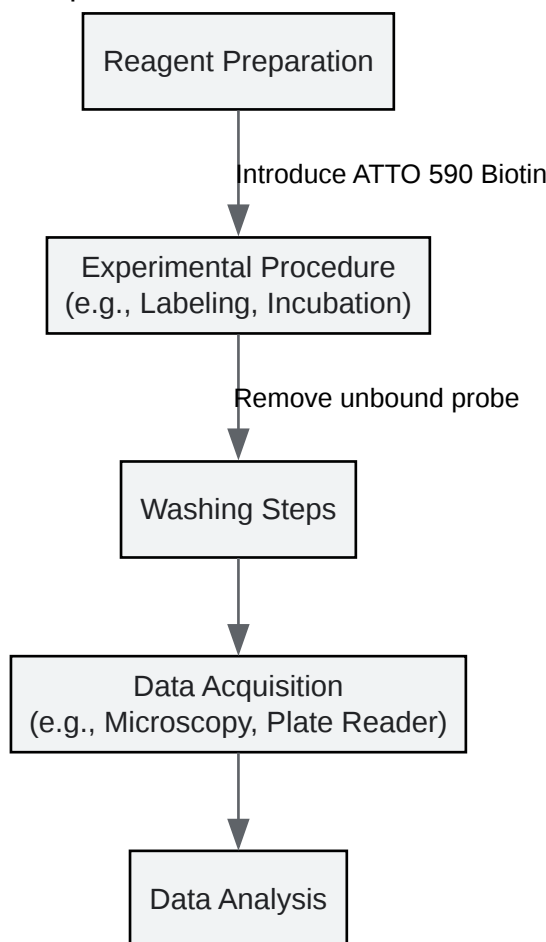 Reagent Preparation
Introduce ATTO 590 Biotin
Experimental Procedure
(e.g., Labeling, Incubation)
Remove unbound probe
Washing Steps
Data Acquisition
(e.g., Microscopy, Plate Reader)
Data Analysis